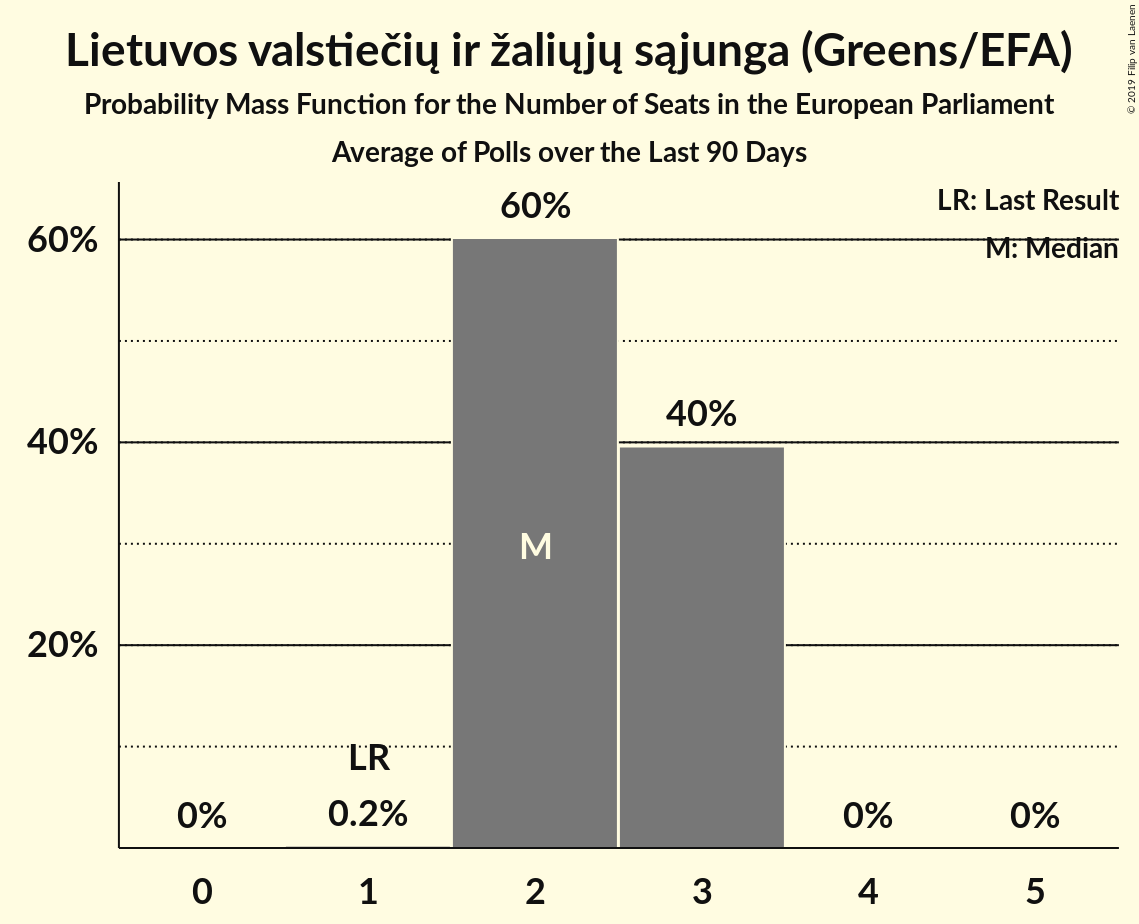 Lietuvos valstiečių ir žaliųjų sąjunga (Greens/EFA)
Probability Mass Function for the Number of Seats in the European Parliament
Average of Polls over the Last 90 Days
© 2019 Filip van Laenen
LR: Last Result
M: Median
60%
40%
20%
60%
40%
M
LR
0%
0.2%
0%
0%
0
1
2
3
4
5